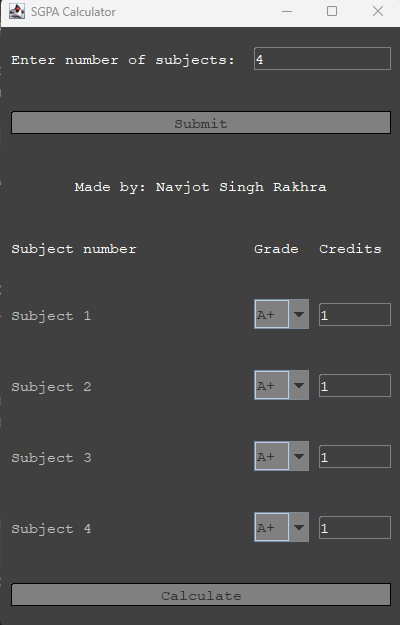 SGPA Calculator
Enter number of subjects: 4
Submit
Made by: Navjot Singh Rakhra
Subject number Grade Credits
Subject 1 A+ 1
Subject 2 A+ 1
Subject 3 A+ 1
Subject 4 A+ 1
Calculate